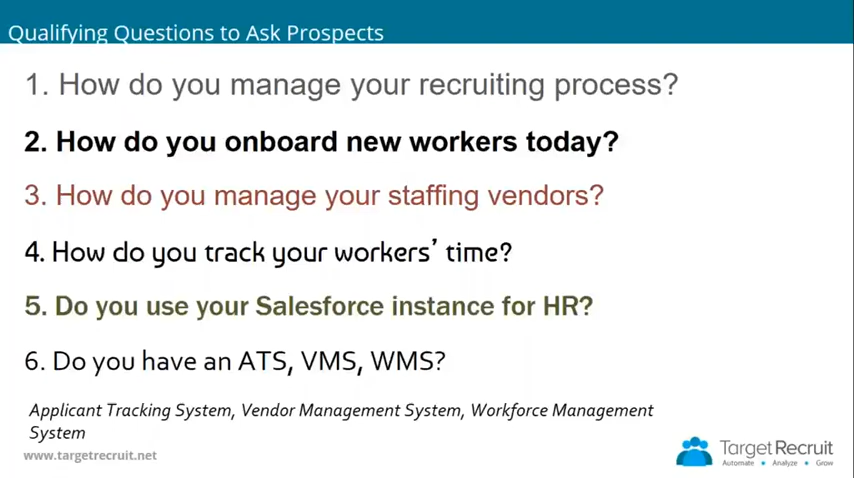 Qualifying Questions to Ask Prospects
1. How do you manage your recruiting process?
2. How do you onboard new workers today?
3. How do you manage your staffing vendors?
4. How do you track your workers’ time?
5. Do you use your Salesforce instance for HR?
6. Do you have an ATS, VMS, WMS?
Applicant Tracking System, Vendor Management System, Workforce Management
System
www.targetrecruit.net
TargetRecruit
Automate • Analyze • Grow